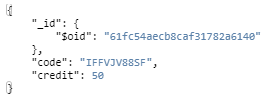 {
    "_id": {
        "$oid": "61fc54aecb8caf31782a6140"
    },
    "code": "IFFVJV88SF",
    "credit": 50
}